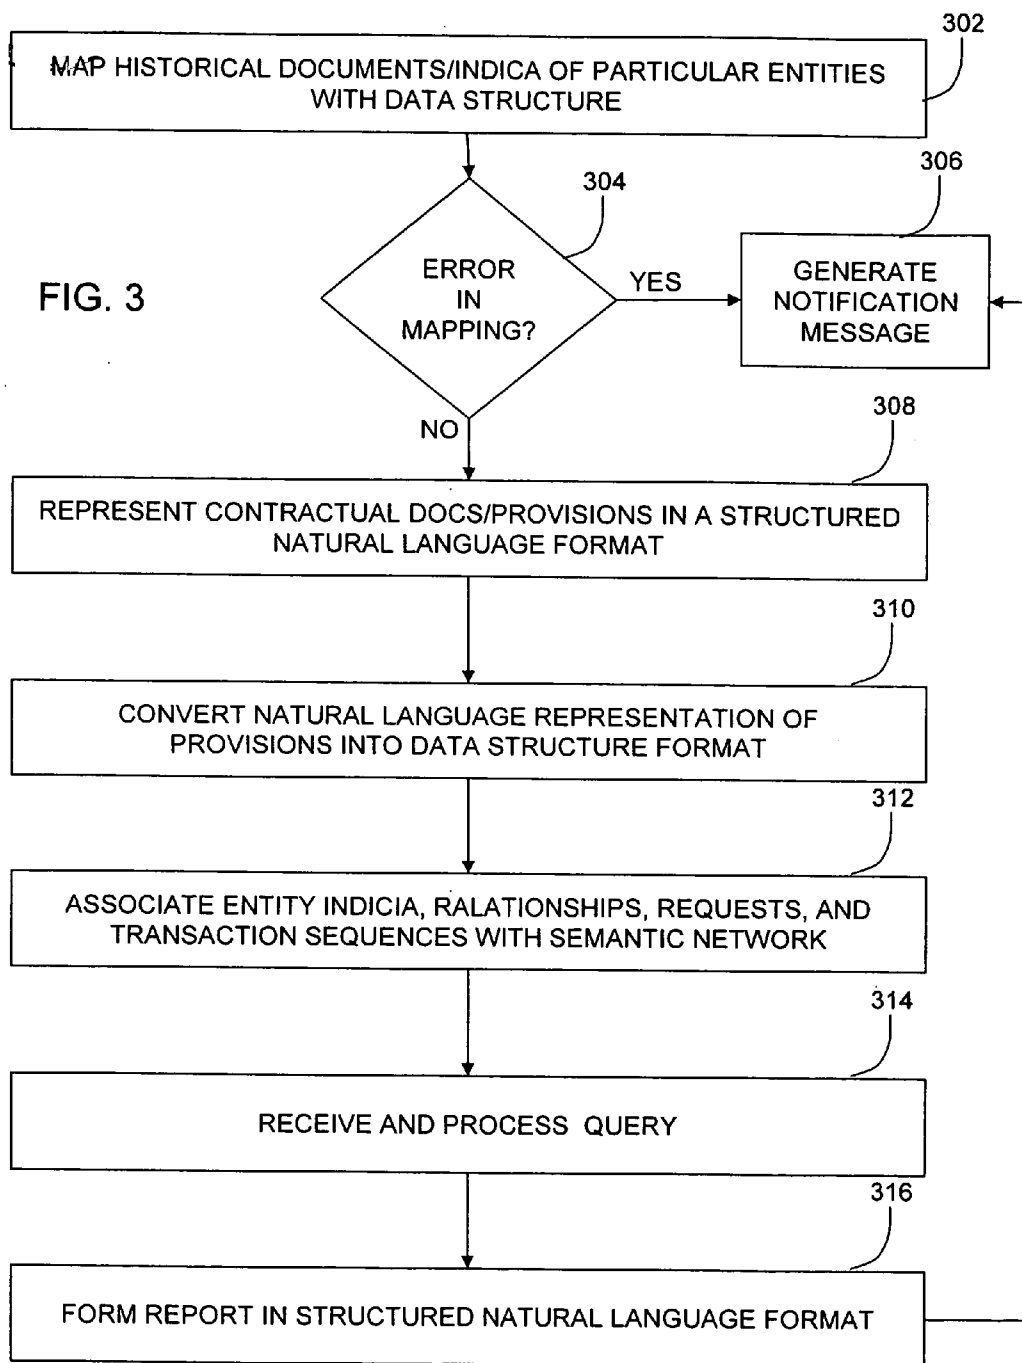 302
MAP HISTORICAL DOCUMENTS/INDICA OF PARTICULAR ENTITIES
WITH DATA STRUCTURE
304
306
ERROR
IN
MAPPING?
YES
GENERATE
NOTIFICATION
MESSAGE
FIG. 3
NO
308
REPRESENT CONTRACTUAL DOCS/PROVISIONS IN A STRUCTURED
NATURAL LANGUAGE FORMAT
310
CONVERT NATURAL LANGUAGE REPRESENTATION OF
PROVISIONS INTO DATA STRUCTURE FORMAT
312
ASSOCIATE ENTITY INDICIA, RALATIONSHIPS, REQUESTS, AND
TRANSACTION SEQUENCES WITH SEMANTIC NETWORK
314
RECEIVE AND PROCESS QUERY
316
FORM REPORT IN STRUCTURED NATURAL LANGUAGE FORMAT